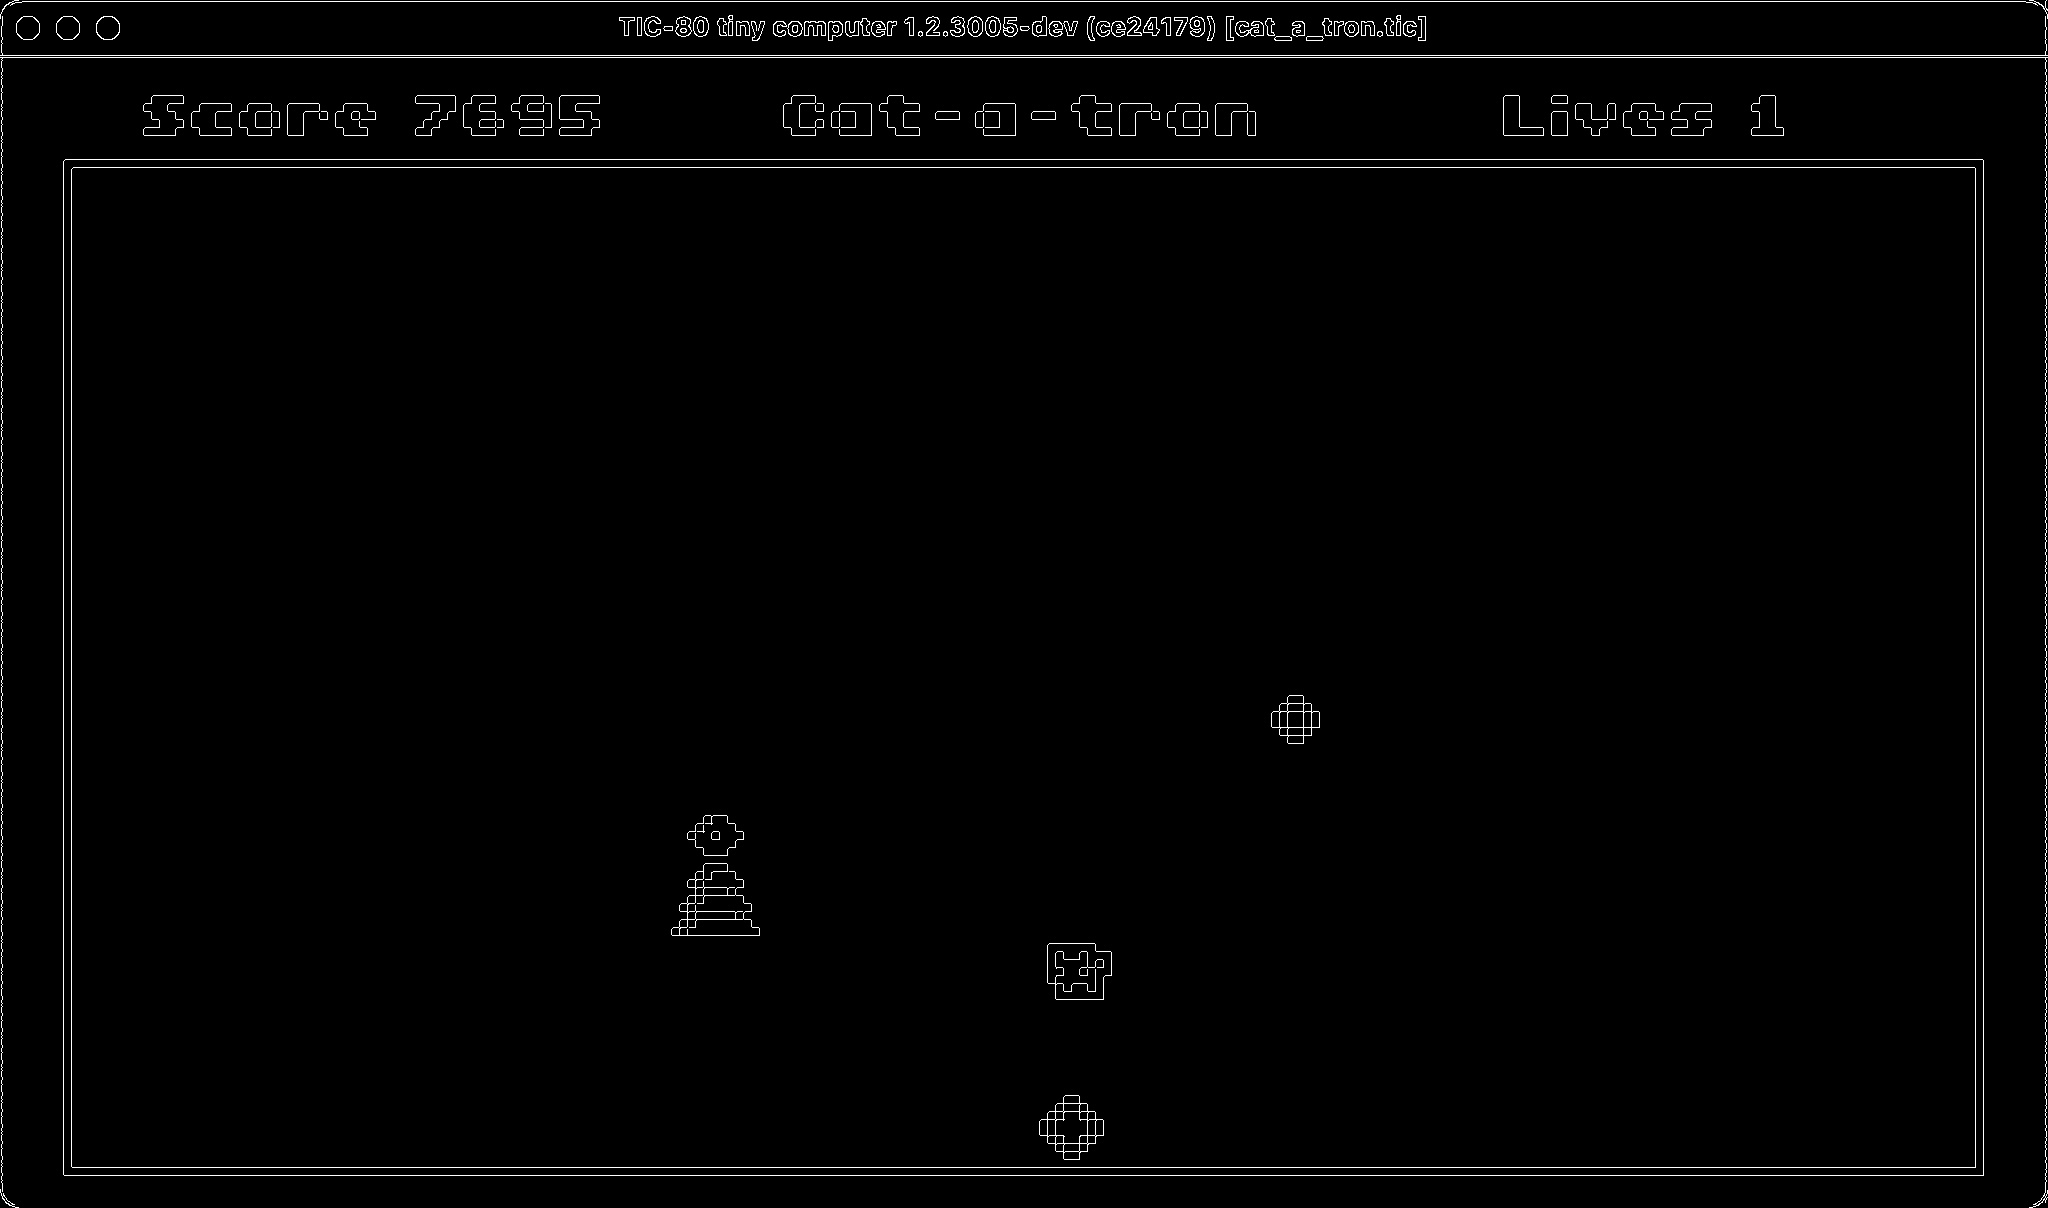 TIC-80 tiny computer 1.2.3005-dev (ce24179) [cat_a_tron.tic]
Score 7695 Cat-a-tron Lives 1